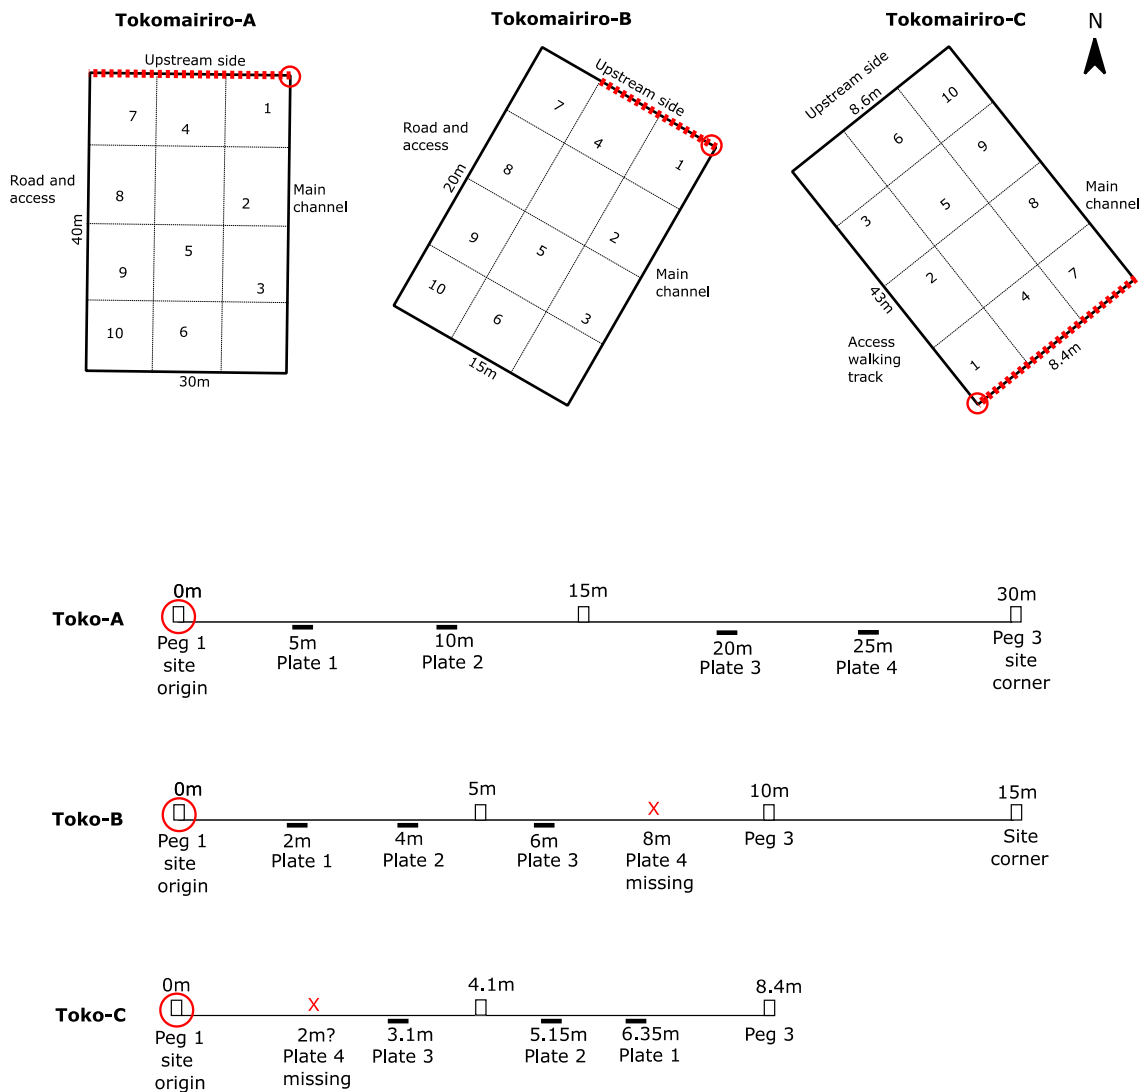 Tokomairiro-A
Upstream side
7
4
1
Road and
access
8
2
Main
channel
40m
5
9
3
10
6
30m
Tokomairiro-B
Upstream side
7
4
1
Road and
access
20m
8
2
9
5
Main
channel
10
6
3
15m
Tokomairiro-C
N
Upstream side
8.6m
10
6
9
Main
channel
3
5
8
2
7
43m
4
Access
walking
track
1
8.4m
Toko-A
0m
15m
30m
Peg 1
site
origin
5m
Plate 1
10m
Plate 2
20m
Plate 3
25m
Plate 4
Peg 3
site
corner
Toko-B
0m
5m
X
10m
15m
Peg 1
site
origin
2m
Plate 1
4m
Plate 2
6m
Plate 3
8m
Plate 4
missing
Peg 3
Site
corner
Toko-C
0m
X
4.1m
8.4m
Peg 1
site
origin
2m?
Plate 4
missing
3.1m
Plate 3
5.15m
Plate 2
6.35m
Plate 1
Peg 3